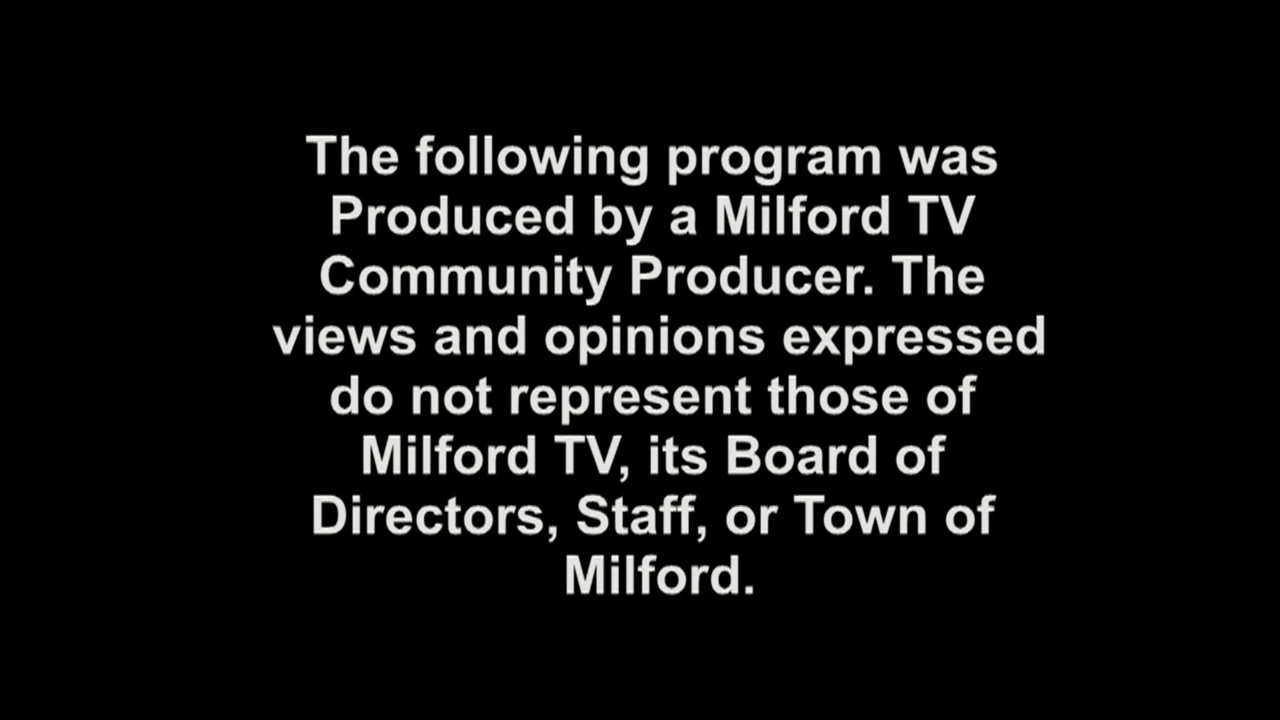 The following program was
Produced by a Milford TV
Community Producer. The
views and opinions expressed
do not represent those of
Milford TV, its Board of
Directors, Staff, or Town of
Milford.